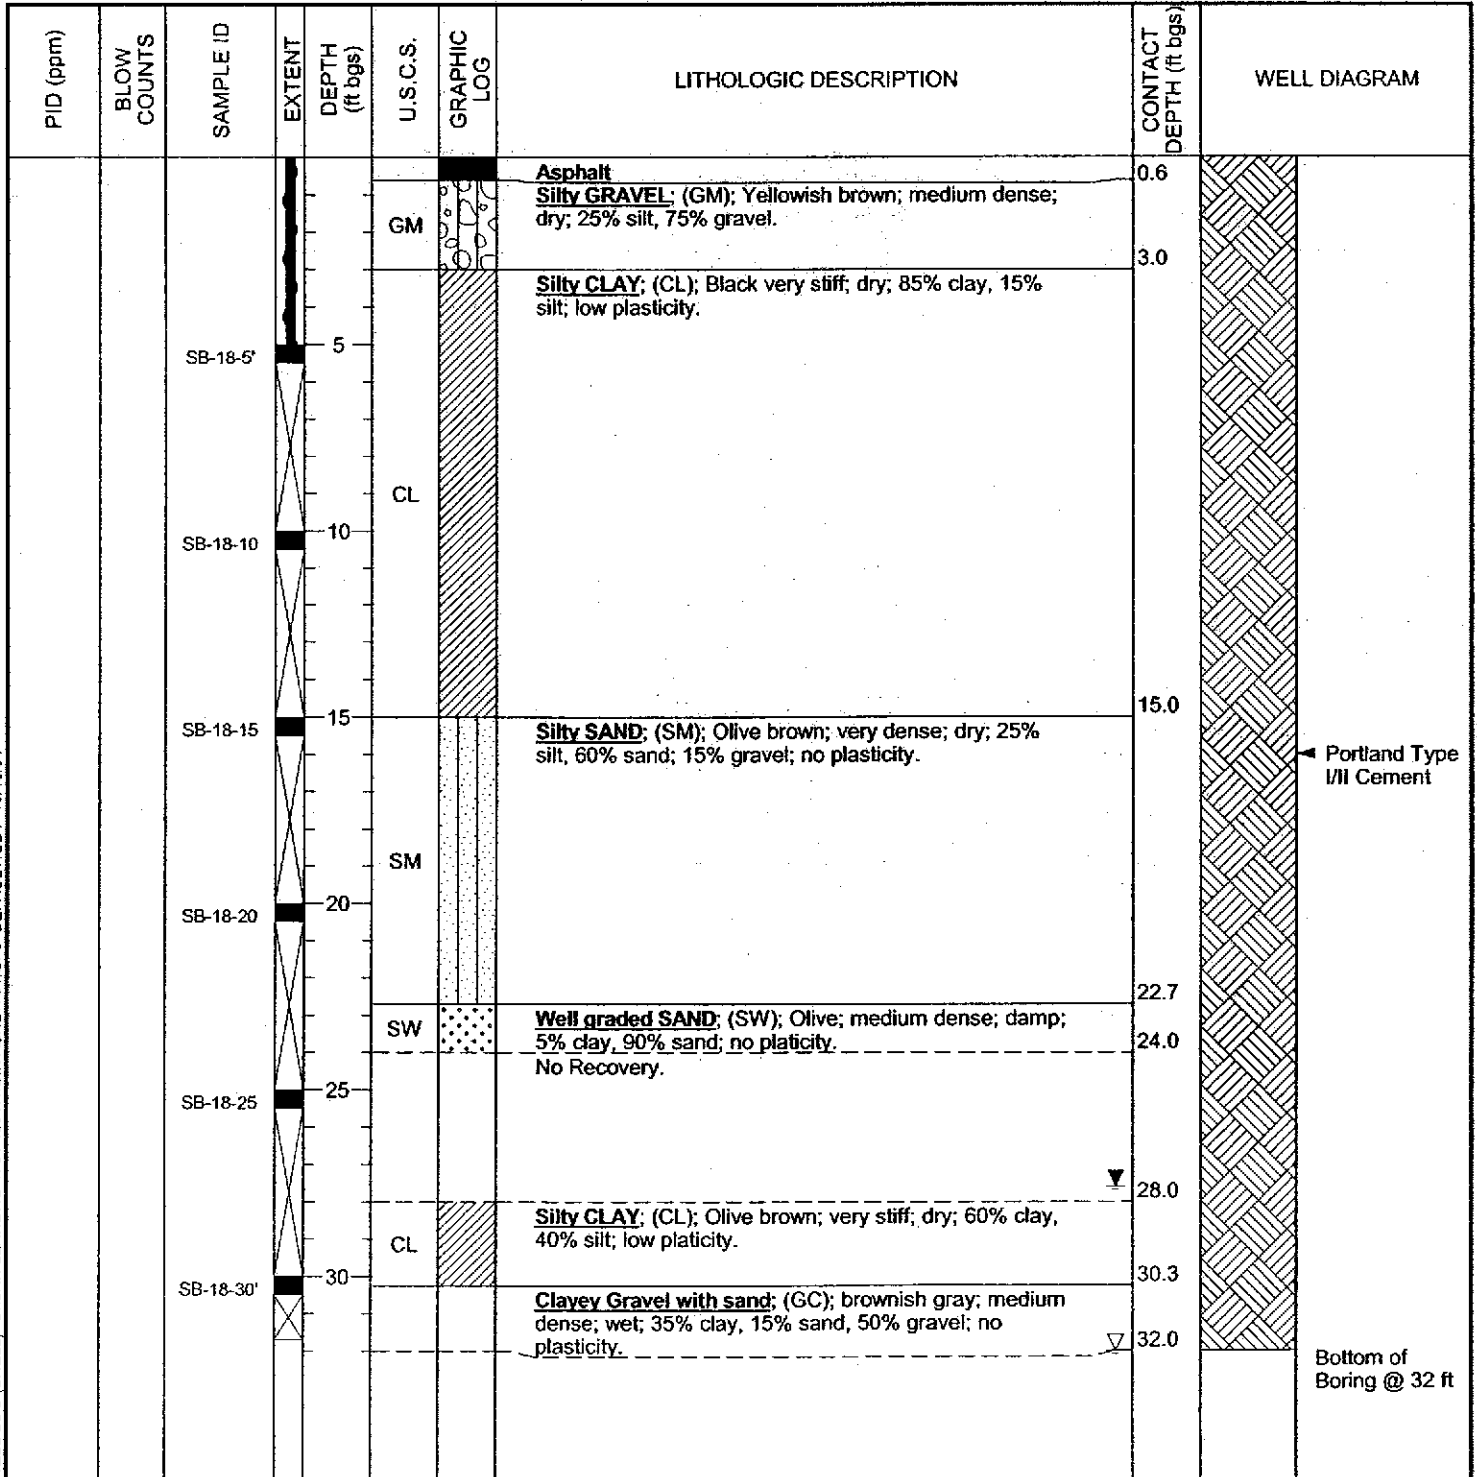 PID (ppm)
BLOW
COUNTS
SAMPLE ID
EXTENT
DEPTH
(ft bgs)
U.S.C.S.
GRAPHIC
LOG
LITHOLOGIC DESCRIPTION
CONTACT
DEPTH (ft bgs)
WELL DIAGRAM
Asphalt
0.6
Silty GRAVEL; (GM); Yellowish brown; medium dense;
dry; 25% silt, 75% gravel.
GM
3.0
Silty CLAY; (CL); Black very stiff; dry; 85% clay, 15%
silt; low plasticity.
SB-18-5'
5
CL
SB-18-10
10
15.0
SB-18-15
15
Silty SAND; (SM); Olive brown; very dense; dry; 25%
silt, 60% sand; 15% gravel; no plasticity.
Portland Type
I/II Cement
SM
SB-18-20
20
22.7
SW
Well graded SAND; (SW); Olive; medium dense; damp;
5% clay, 90% sand; no platicity.
24.0
No Recovery.
SB-18-25
25
28.0
Silty CLAY; (CL); Olive brown; very stiff; dry; 60% clay,
40% silt; low platicity.
CL
30.3
SB-18-30'
30
Clayey Gravel with sand; (GC); brownish gray; medium
dense; wet; 35% clay, 15% sand, 50% gravel; no
plasticity.
32.0
Bottom of
Boring @ 32 ft